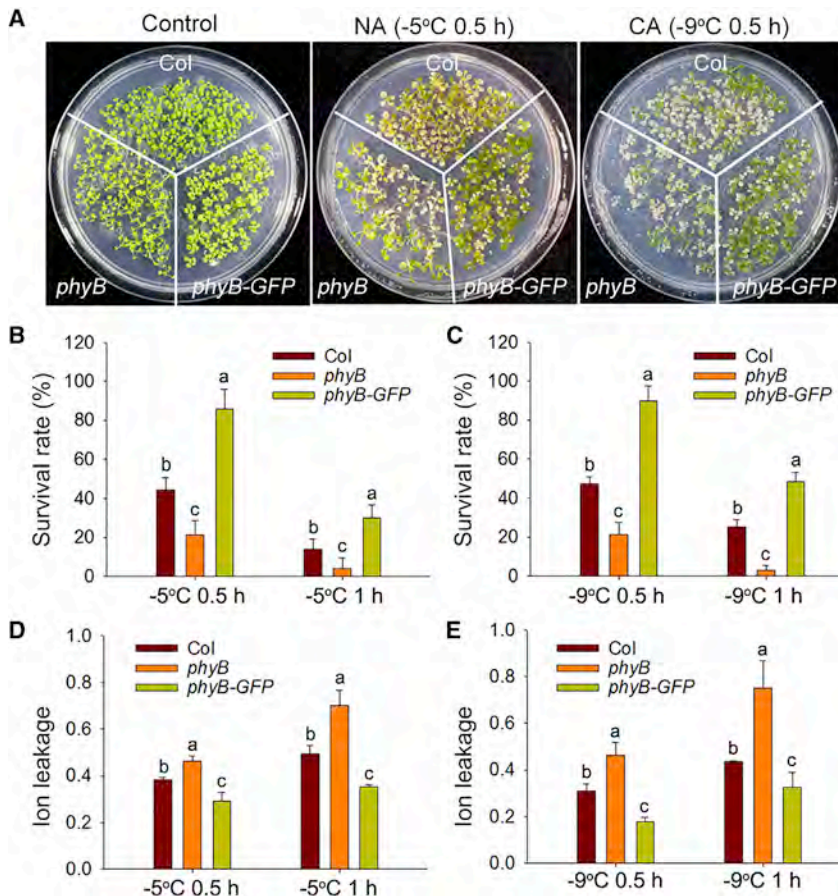 A
Control
NA (-5°C 0.5 h)
CA (-9°C 0.5 h)
Col
phyB
phyB-GFP
Col
phyB
phyB-GFP
Col
phyB
phyB-GFP
B
Survival rate (%)
120
100
80
60
40
20
0
Col
phyB
phyB-GFP
b
c
a
b
c
a
-5°C 0.5 h
-5°C 1 h
C
Survival rate (%)
120
100
80
60
40
20
0
Col
phyB
phyB-GFP
b
c
a
b
c
a
-9°C 0.5 h
-9°C 1 h
D
Ion leakage
1.0
0.8
0.6
0.4
0.2
0.0
Col
phyB
phyB-GFP
b
a
c
b
a
c
-5°C 0.5 h
-5°C 1 h
E
Ion leakage
1.0
0.8
0.6
0.4
0.2
0.0
Col
phyB
phyB-GFP
b
a
c
b
a
c
-9°C 0.5 h
-9°C 1 h